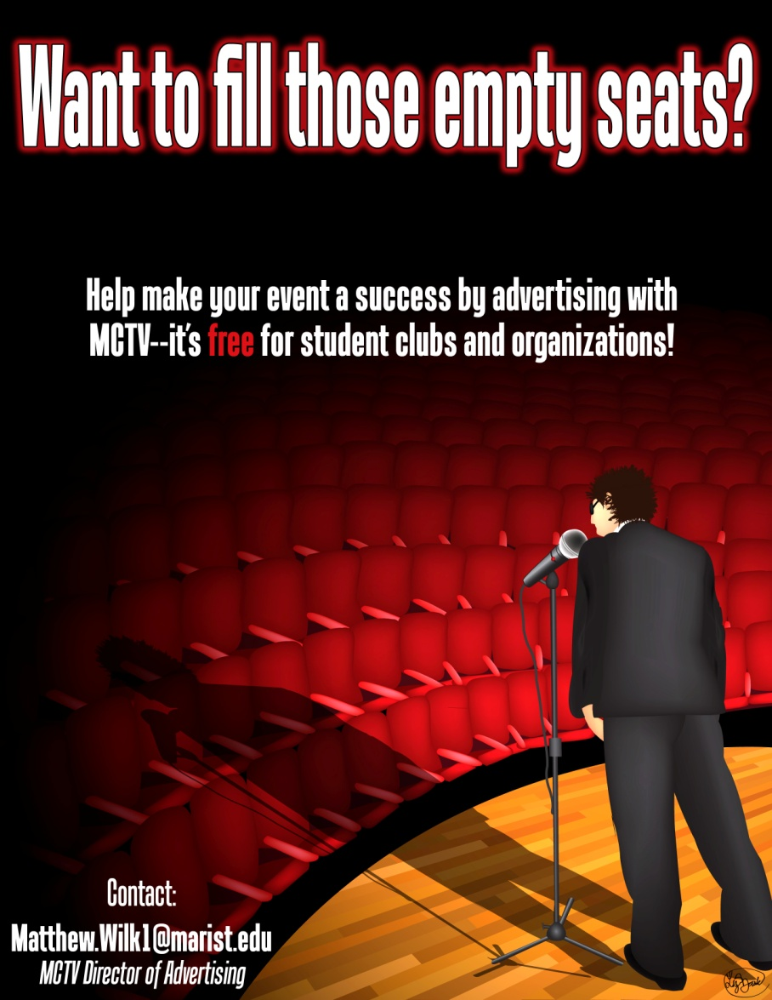 Want to fill those empty seats?
Help make your event a success by advertising with
MCTV--it's free for student clubs and organizations!
Contact:
Matthew.Wilk1@marist.edu
MCTV Director of Advertising